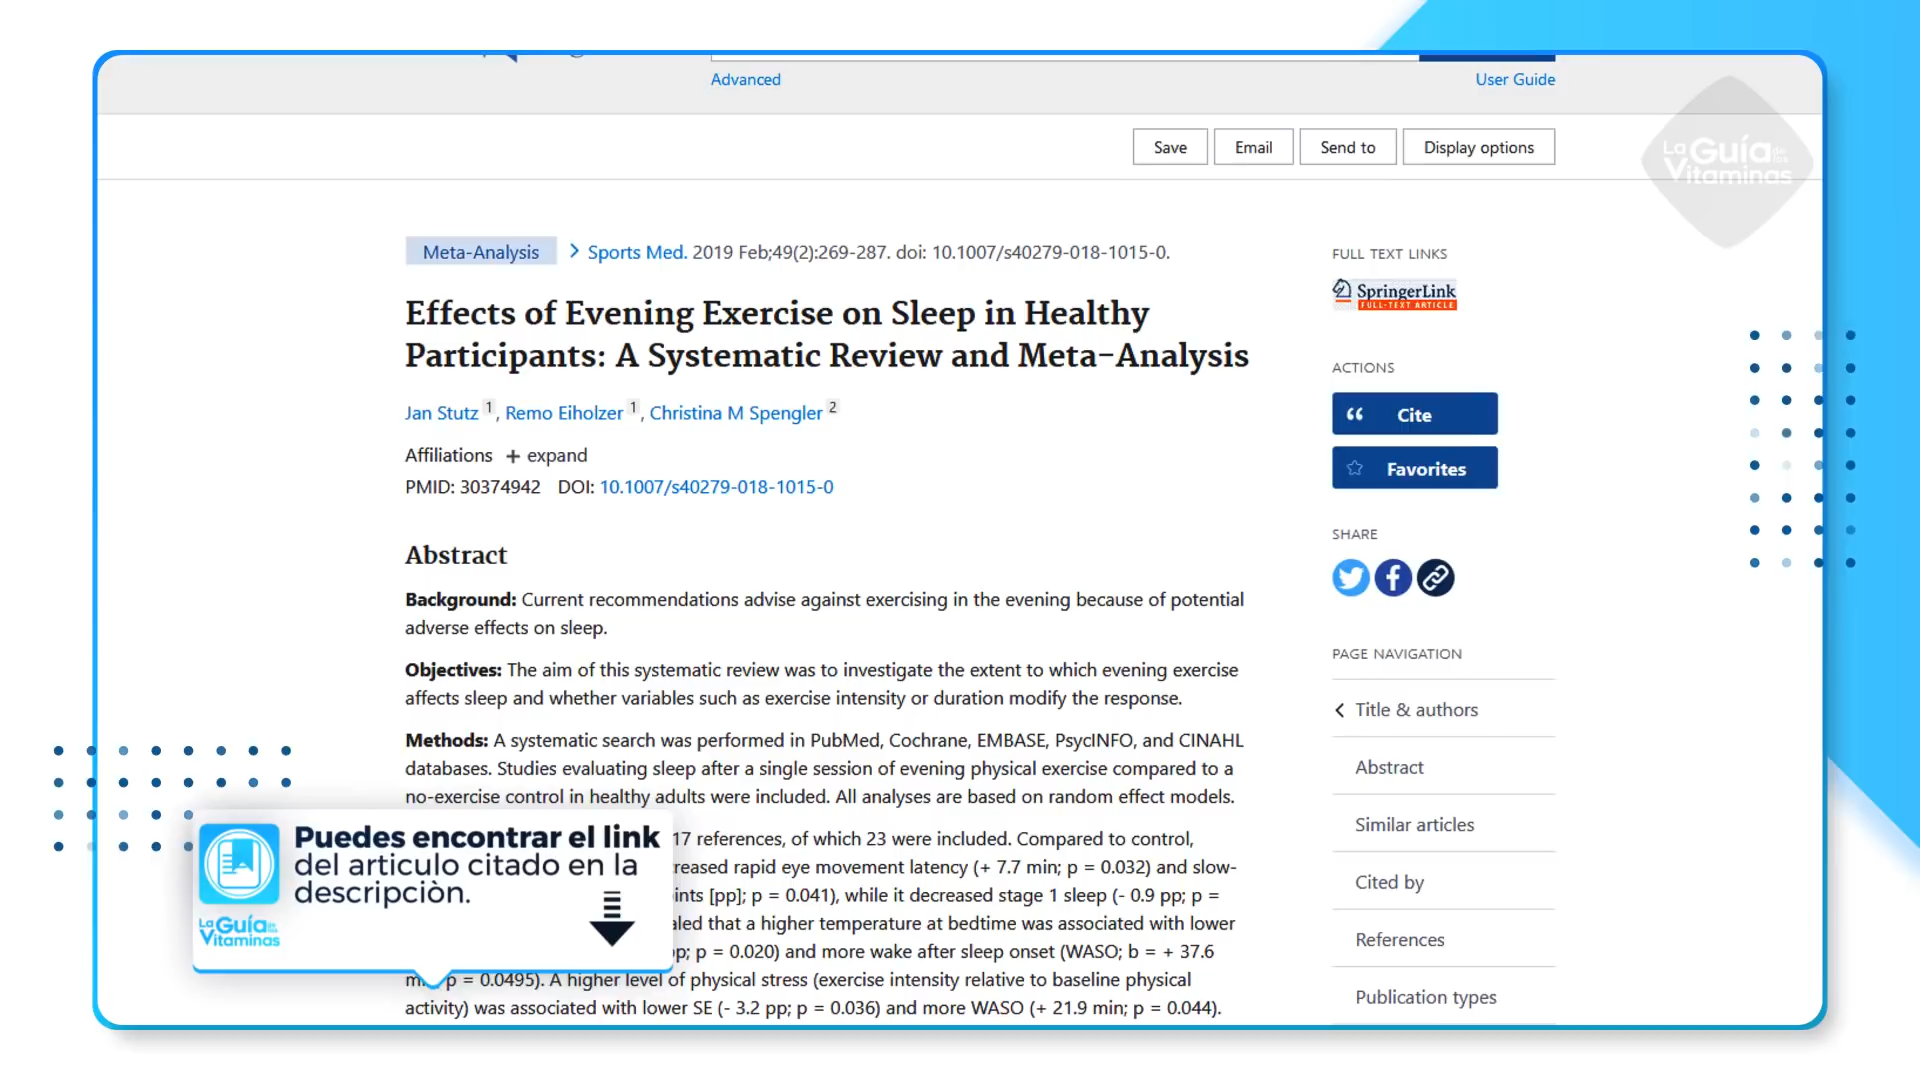 Advanced
User Guide
Save
Email
Send to
Display options
La Guía de las Vitaminas
Meta-Analysis
Sports Med. 2019 Feb;49(2):269-287. doi: 10.1007/s40279-018-1015-0.
Effects of Evening Exercise on Sleep in Healthy
Participants: A Systematic Review and Meta-Analysis
Jan Stutz 1, Remo Eiholzer 1, Christina M Spengler 2
Affiliations + expand
PMID: 30374942 DOI: 10.1007/s40279-018-1015-0
Abstract
Background: Current recommendations advise against exercising in the evening because of potential
adverse effects on sleep.
Objectives: The aim of this systematic review was to investigate the extent to which evening exercise
affects sleep and whether variables such as exercise intensity or duration modify the response.
Methods: A systematic search was performed in PubMed, Cochrane, EMBASE, PsycINFO, and CINAHL
databases. Studies evaluating sleep after a single session of evening physical exercise compared to a
no-exercise control in healthy adults were included. All analyses are based on random effect models.
17 references, of which 23 were included. Compared to control,
reased rapid eye movement latency (+ 7.7 min; p = 0.032) and slow-
ints [pp]; p = 0.041), while it decreased stage 1 sleep (- 0.9 pp; p =
aled that a higher temperature at bedtime was associated with lower
pp; p = 0.020) and more wake after sleep onset (WASO; b = + 37.6
p = 0.0495). A higher level of physical stress (exercise intensity relative to baseline physical
activity) was associated with lower SE (- 3.2 pp; p = 0.036) and more WASO (+ 21.9 min; p = 0.044).
Puedes encontrar el link
del articulo citado en la
descripciòn.
La Guía de las
Vitaminas
FULL TEXT LINKS
SpringerLink
FULL-TEXT ARTICLE
ACTIONS
Cite
Favorites
SHARE
PAGE NAVIGATION
Title & authors
Abstract
Similar articles
Cited by
References
Publication types